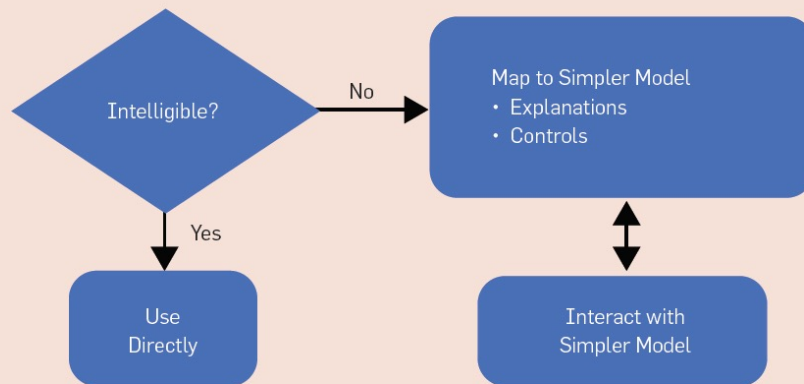 Intelligible?
No
Map to Simpler Model
• Explanations
• Controls
Yes
Use
Directly
Interact with
Simpler Model